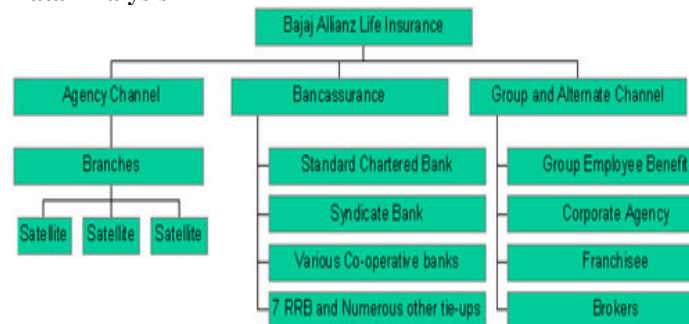 Bajaj Allianz Life Insurance
Agency Channel
Bancassurance
Group and Alternate Channel
Branches
Standard Chartered Bank
Group Employee Benefit
Syndicate Bank
Corporate Agency
Satellite
Satellite
Satellite
Various Co-operative banks
Franchisee
7 RRB and Numerous other tie-ups
Brokers